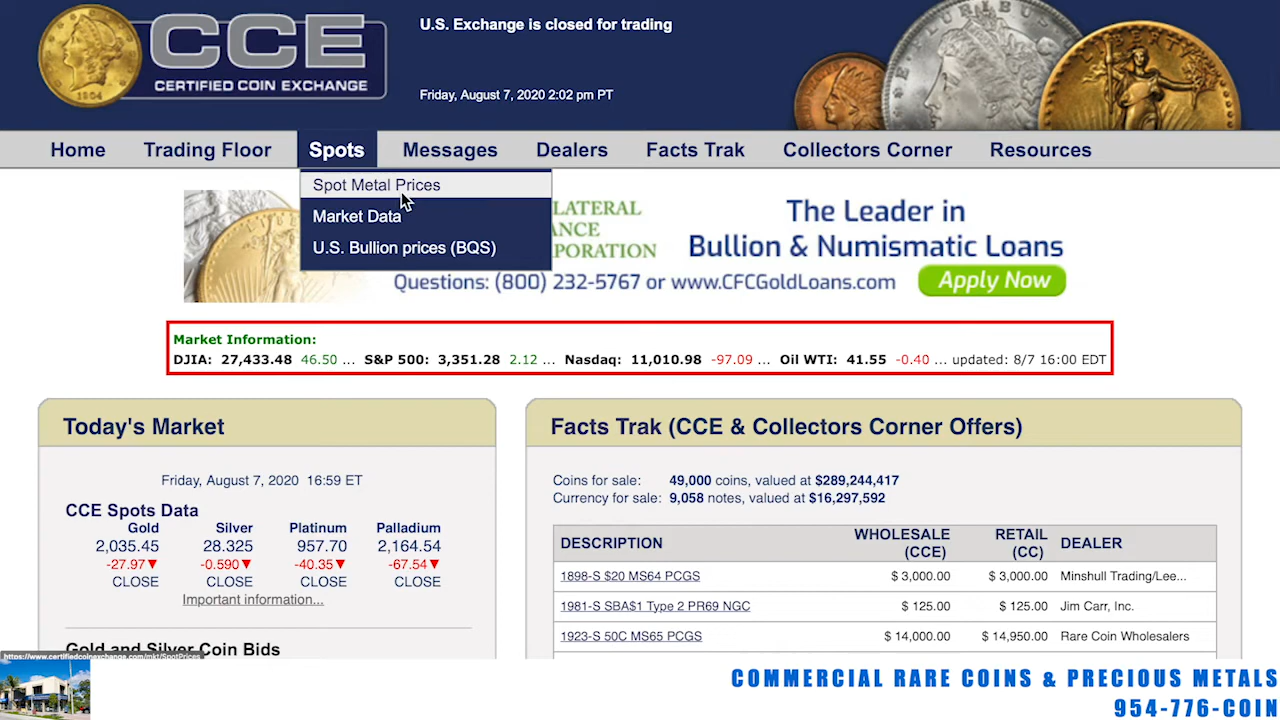 CCE
CERTIFIED COIN EXCHANGE
1904
U.S. Exchange is closed for trading
Friday, August 7, 2020 2:02 pm PT
LIBERTY
Home Trading Floor Spots Messages Dealers Facts Trak Collectors Corner Resources
Spot Metal Prices
Market Data
U.S. Bullion prices (BQS)
LATERAL
ANCE
PORATION
The Leader in
Bullion & Numismatic Loans
Questions: (800) 232-5767 or www.CFCGoldLoans.com
Apply Now
Market Information:
DJIA: 27,433.48 46.50 ... S&P 500: 3,351.28 2.12 ... Nasdaq: 11,010.98 -97.09 ... Oil WTI: 41.55 -0.40 ... updated: 8/7 16:00 EDT
Today's Market
Friday, August 7, 2020 16:59 ET
CCE Spots Data
Gold Silver Platinum Palladium
2,035.45 28.325 957.70 2,164.54
-27.97▼ -0.590▼ -40.35▼ -67.54▼
CLOSE CLOSE CLOSE CLOSE
Important information...
Gold and Silver Coin Bids
Facts Trak (CCE & Collectors Corner Offers)
Coins for sale: 49,000 coins, valued at $289,244,417
Currency for sale: 9,058 notes, valued at $16,297,592
DESCRIPTION WHOLESALE (CCE) RETAIL (CC) DEALER
1898-S $20 MS64 PCGS $ 3,000.00 $ 3,000.00 Minshull Trading/Lee...
1981-S SBA$1 Type 2 PR69 NGC $ 125.00 $ 125.00 Jim Carr, Inc.
1923-S 50C MS65 PCGS $ 14,000.00 $ 14,950.00 Rare Coin Wholesalers
https://www.certifiedcoinexchange.com/mkt/SpotPrices
COMMERCIAL RARE COINS & PRECIOUS METALS
954-776-COIN